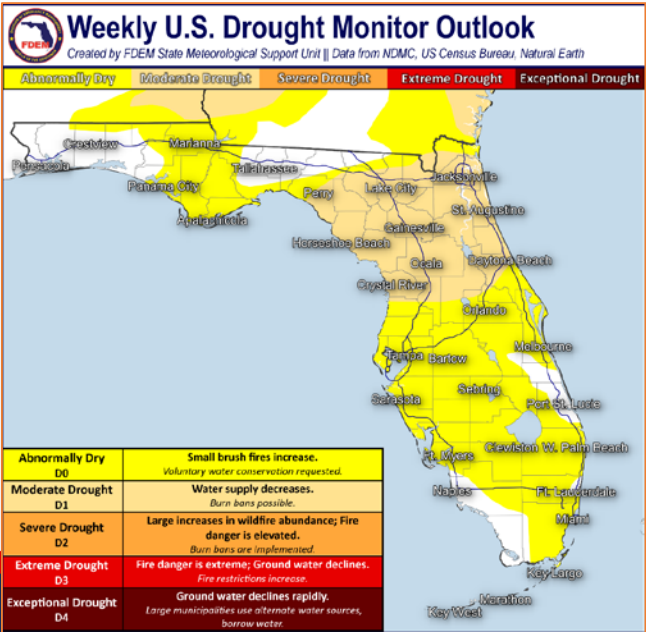 Weekly U.S. Drought Monitor Outlook
FDEM
Created by FDEM State Meteorological Support Unit || Data from NDMC, US Census Bureau, Natural Earth
Abnormally Dry Moderate Drought Severe Drought Extreme Drought Exceptional Drought
Crestview
Marianna
Pensacola
Tallahassee
Jacksonville
Panama City
Perry
Lake City
Apalachicola
St. Augustine
Gainesville
Horseshoe Beach
Ocala
Daytona Beach
Crystal River
Orlando
Melbourne
Tampa
Bartow
Sebring
Sarasota
Port St. Lucie
Clewiston
W. Palm Beach
Ft. Myers
Naples
Ft. Lauderdale
Miami
Key Largo
Marathon
Key West
Abnormally Dry
D0
Small brush fires increase.
Voluntary water conservation requested.
Moderate Drought
D1
Water supply decreases.
Burn bans possible.
Severe Drought
D2
Large increases in wildfire abundance; Fire
danger is elevated.
Burn bans are implemented.
Extreme Drought
D3
Fire danger is extreme; Ground water declines.
Fire restrictions increase.
Exceptional Drought
D4
Ground water declines rapidly.
Large municipalities use alternate water sources,
borrow water.